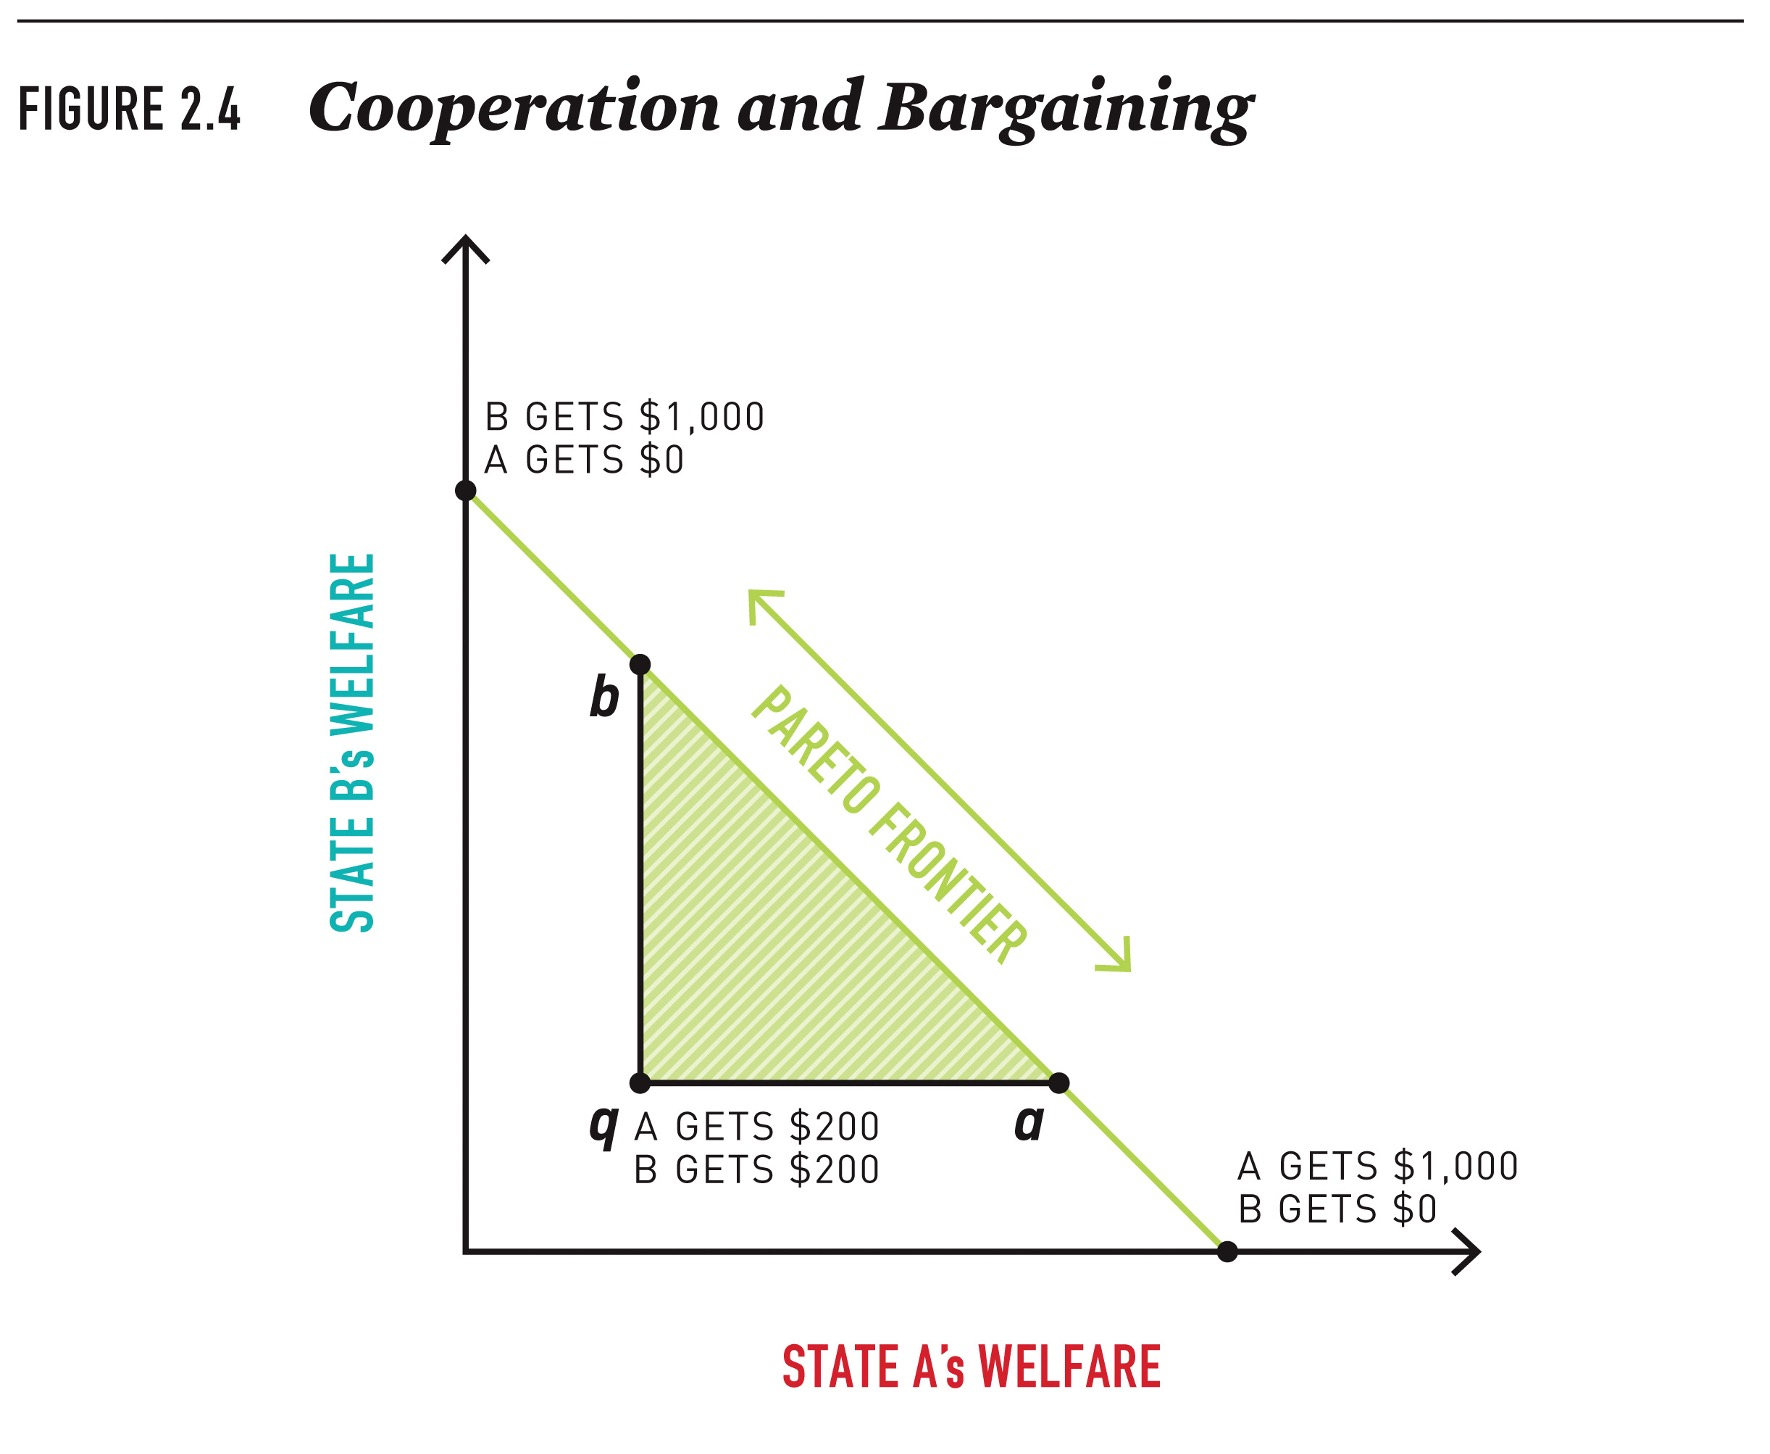 FIGURE 2.4 Cooperation and Bargaining
B GETS $1,000
A GETS $0
STATE B's WELFARE
b
PARETO FRONTIER
q A GETS $200
B GETS $200
a
A GETS $1,000
B GETS $0
STATE A's WELFARE